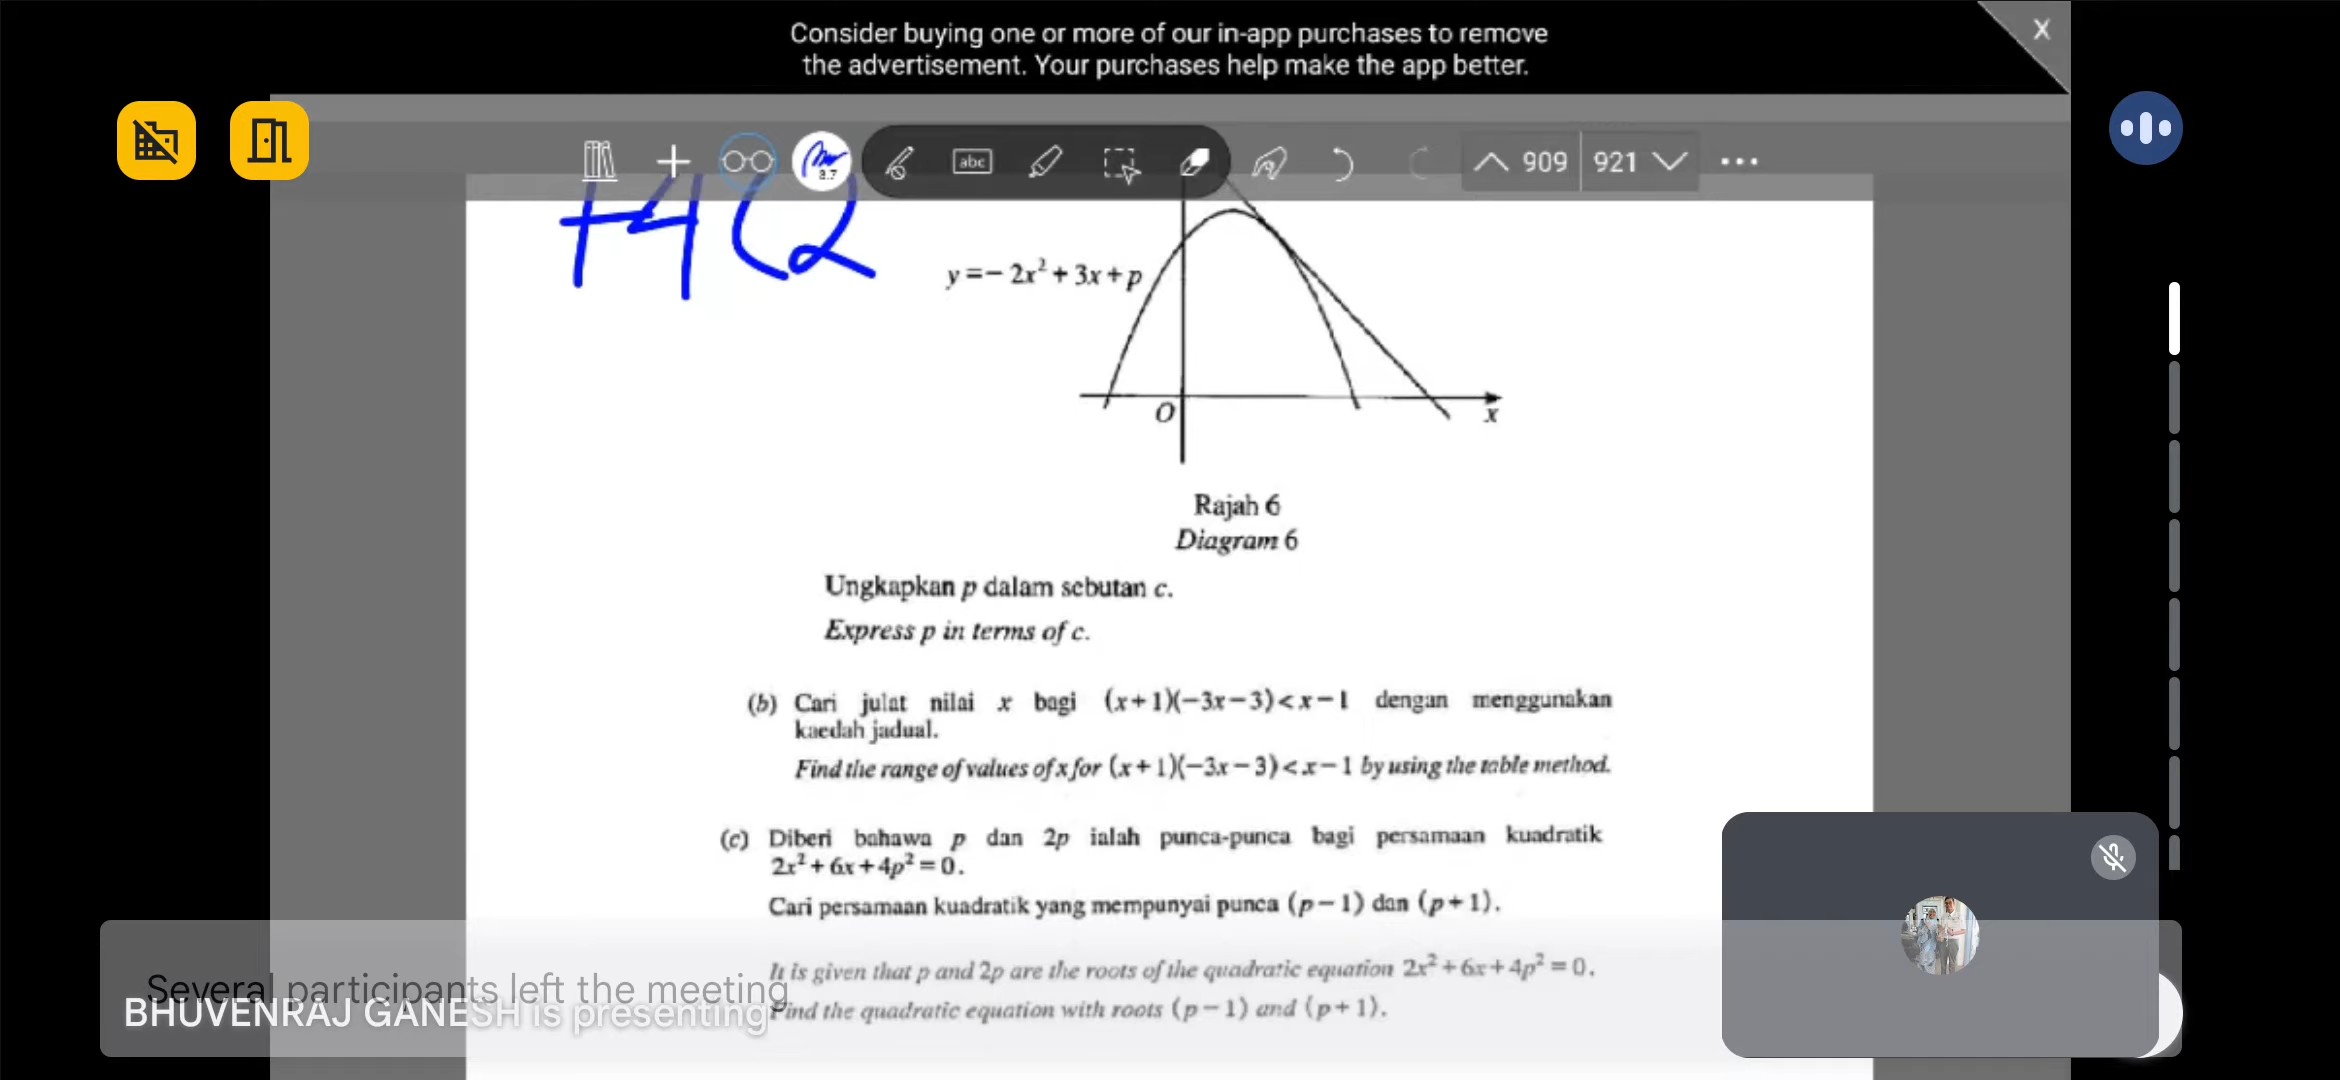 Consider buying one or more of our in-app purchases to remove
the advertisement. Your purchases help make the app better.
X
abc
909 921
8.7
y = − 2x² + 3x + p
O
x
Rajah 6
Diagram 6
Ungkapkan p dalam sebutan c.
Express p in terms of c.
(b) Cari julat nilai x bagi (x+1)(−3x−3)<x−1 dengan menggunakan
kaedah jadual.
Find the range of values of x for (x+1)(−3x−3)<x−1 by using the table method.
(c) Diberi bahawa p dan 2p ialah punca-punca bagi persamaan kuadratik
2x² + 6x + 4p² = 0.
Cari persamaan kuadratik yang mempunyai punca (p−1) dan (p+1).
It is given that p and 2p are the roots of the quadratic equation 2x² + 6x + 4p² = 0.
Find the quadratic equation with roots (p−1) and (p+1).
Several participants left the meeting
BHUVENRAJ GANESH is presenting